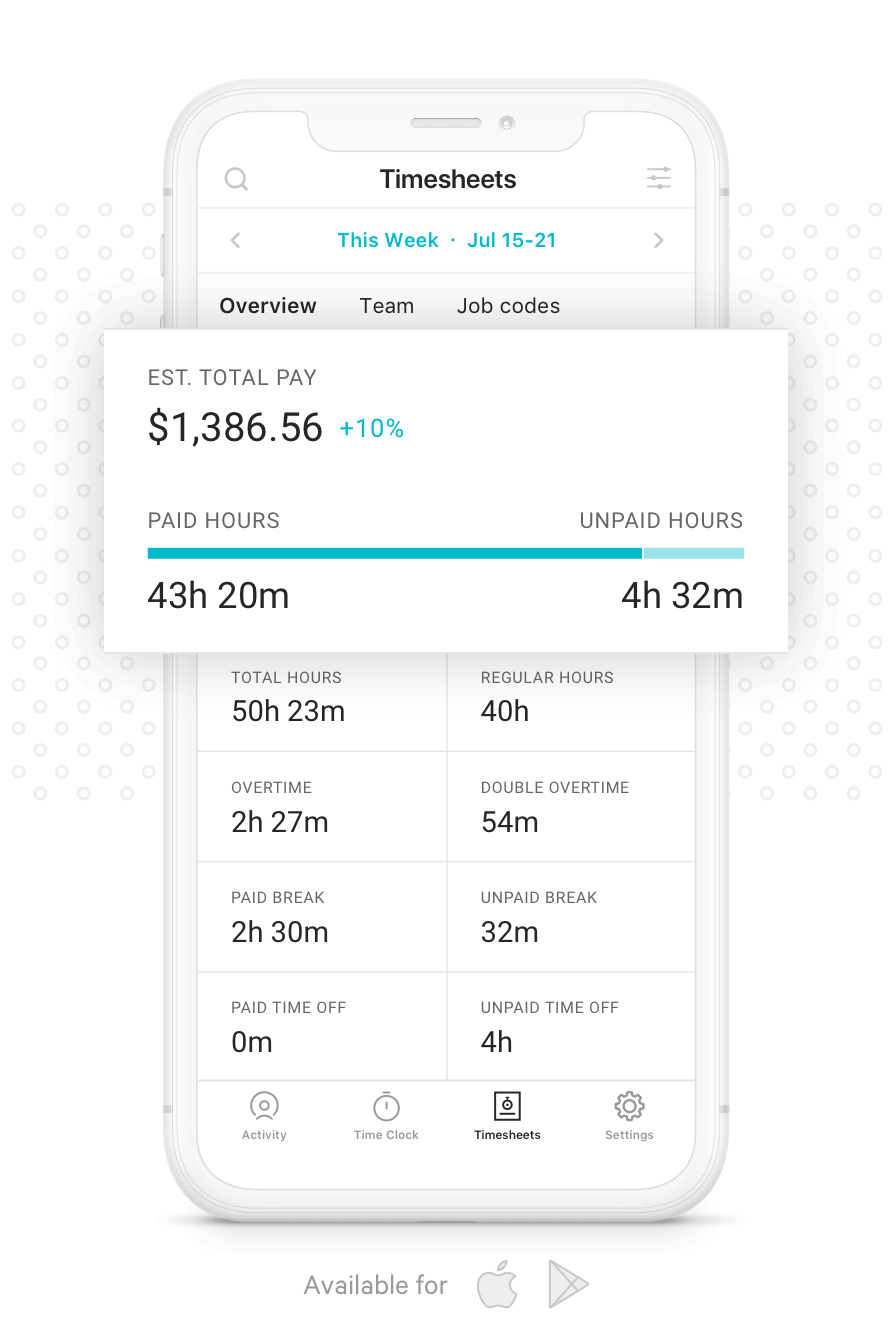 Timesheets
This Week · Jul 15-21
Overview Team Job codes
EST. TOTAL PAY
$1,386.56 +10%
PAID HOURS UNPAID HOURS
43h 20m 4h 32m
TOTAL HOURS REGULAR HOURS
50h 23m 40h
OVERTIME DOUBLE OVERTIME
2h 27m 54m
PAID BREAK UNPAID BREAK
2h 30m 32m
PAID TIME OFF UNPAID TIME OFF
0m 4h
Activity Time Clock Timesheets Settings
Available for